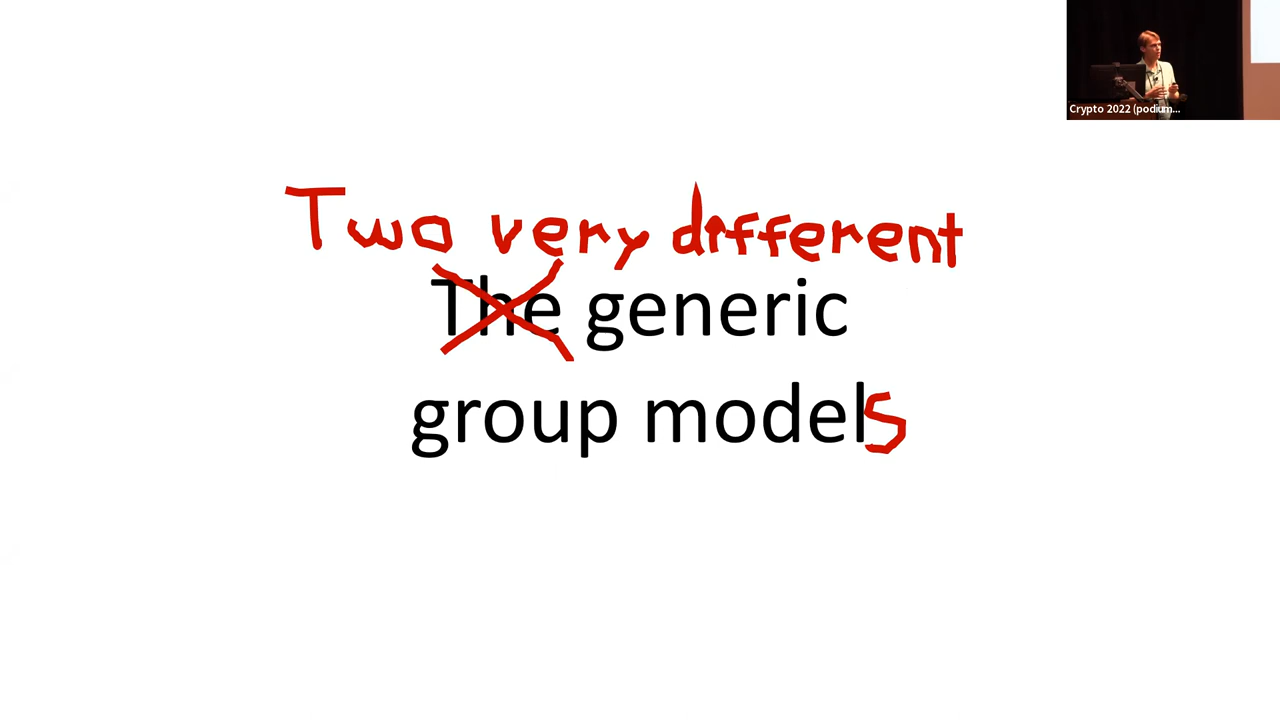 Crypto 2022 (podium...
Two very different
The generic
group models